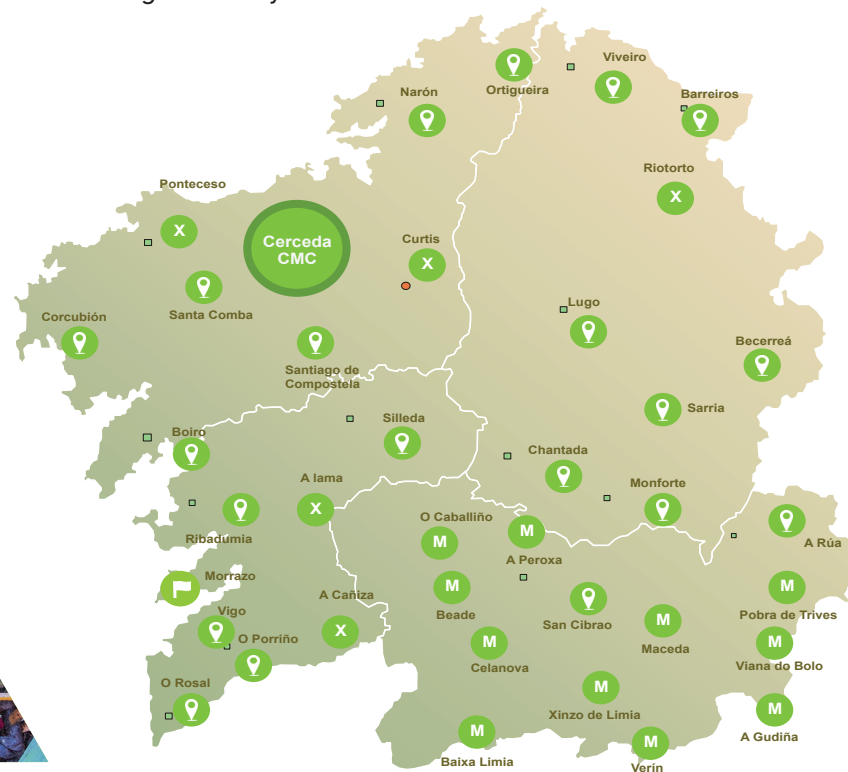 Viveiro
Ortigueira
Narón
Barreiros
Riotorto
Ponteceso
X
X
Cerceda
CMC
Curtis
X
Santa Comba
Lugo
Corcubión
Santiago de
Compostela
Becerreá
Sarria
Silleda
Boiro
Chantada
Monforte
A lama
X
O Caballiño
M
A Peroxa
M
Ribadumia
A Rúa
Morrazo
A Cañiza
X
Beade
M
San Cibrao
Maceda
M
Pobra de Trives
M
Vigo
O Porriño
Celanova
M
Viana do Bolo
M
O Rosal
Xinzo de Limia
M
A Gudiña
M
Baixa Limia
M
Verín
M